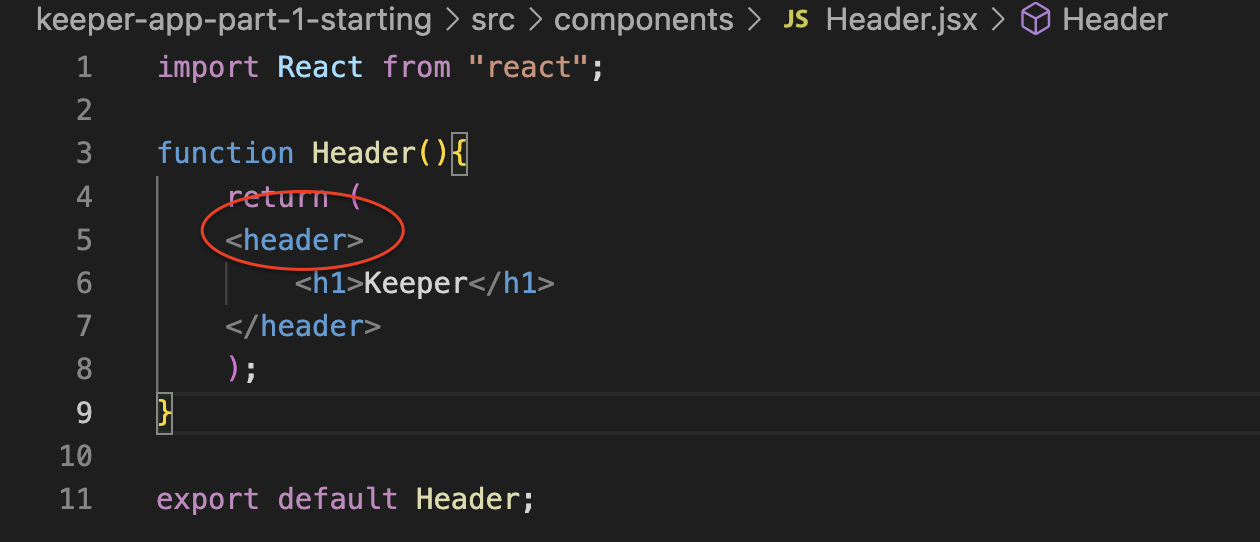 keeper-app-part-1-starting > src > components > JS Header.jsx > Header
1 import React from "react";
2
3 function Header(){
4 return (
5 <header>
6 <h1>Keeper</h1>
7 </header>
8 );
9 }
10
11 export default Header;